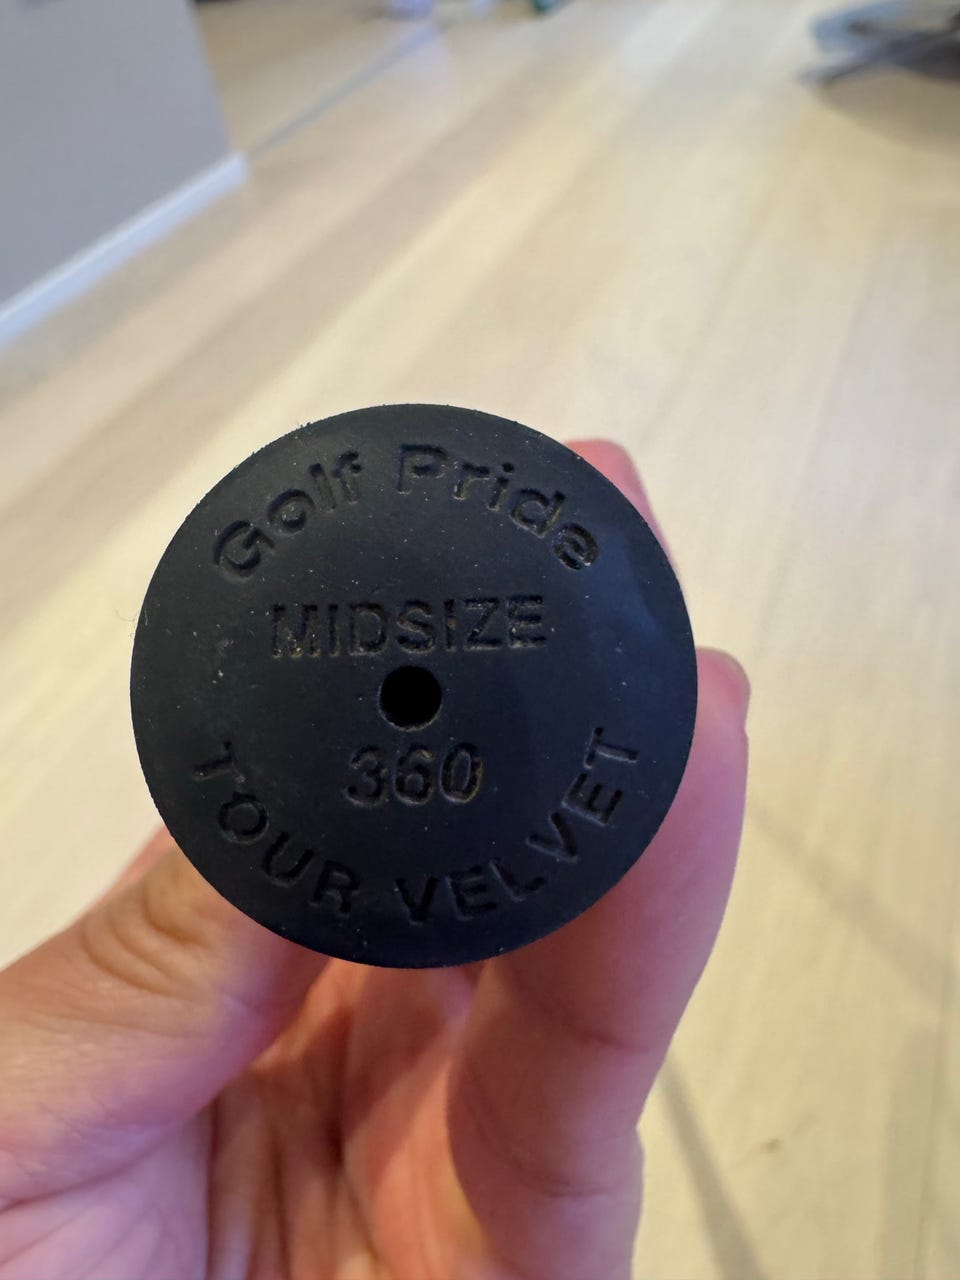 Golf Pride
MIDSIZE
360
TOUR VELVET